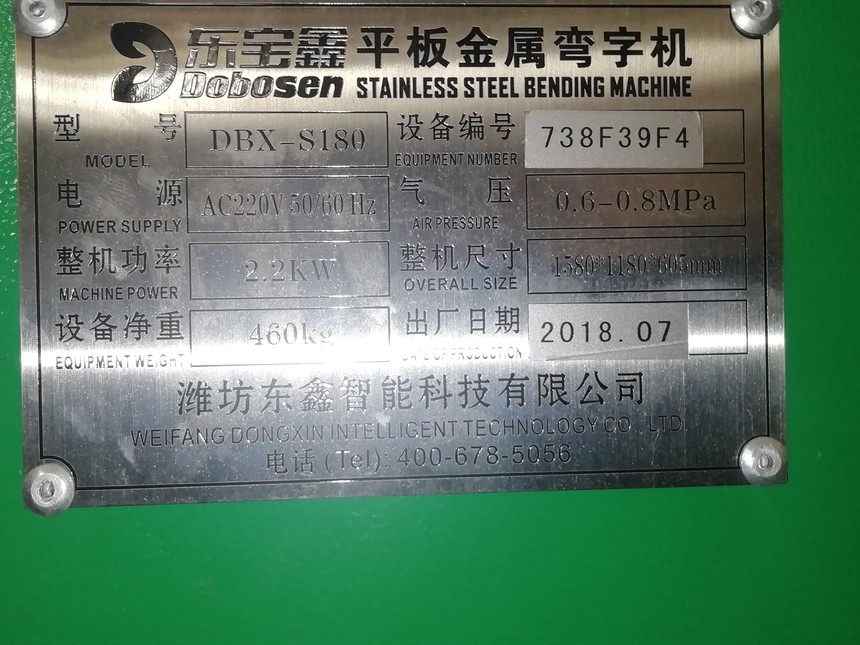 东宝鑫 平板金属弯字机
Dobosen STAINLESS STEEL BENDING MACHINE
型 号 DBX-S180 设备编号 738F39F4
MODEL EQUIPMENT NUMBER
电 源 AC220V 50/60Hz 气 压 0.6-0.8MPa
POWER SUPPLY AIR PRESSURE
整机功率 2.2KW 整机尺寸 1580*1180*605mm
MACHINE POWER OVERALL SIZE
设备净重 460kg 出厂日期 2018.07
EQUIPMENT WEIGHT DATE OF PRODUCTION
潍坊东鑫智能科技有限公司
WEIFANG DONGXIN INTELLIGENT TECHNOLOGY CO., LTD.
电话 (Tel): 400-678-5056